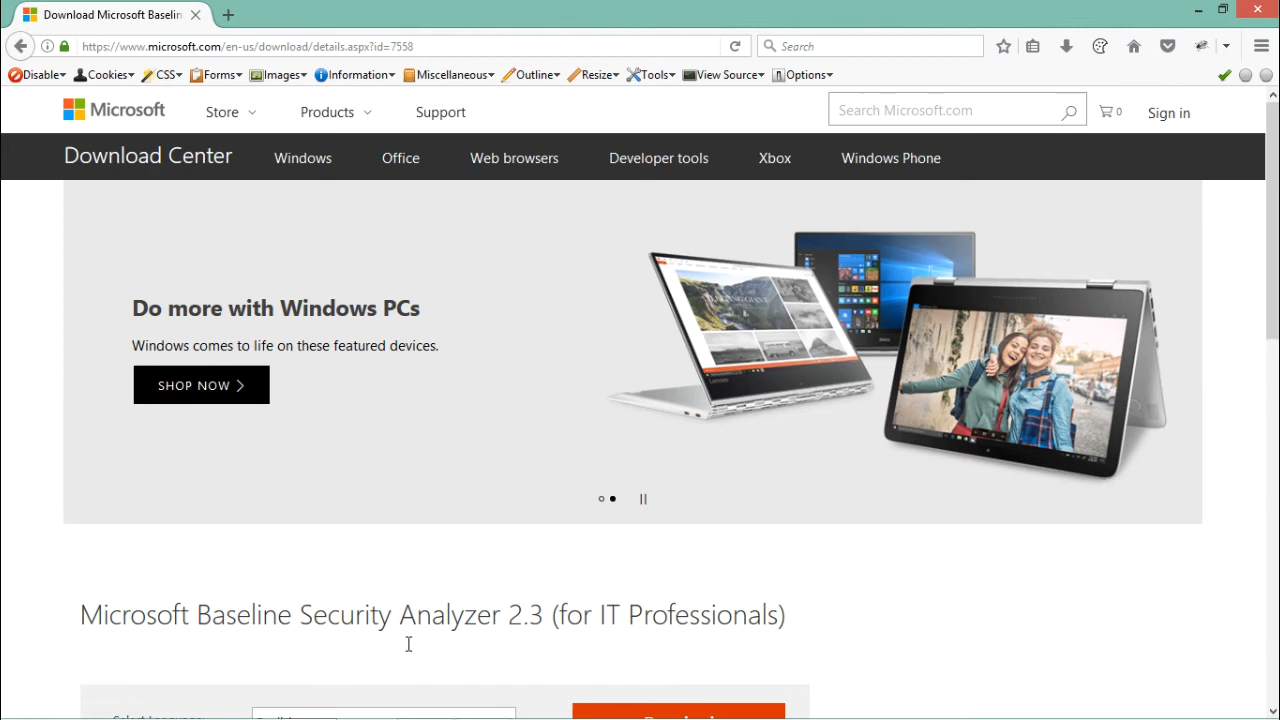 Download Microsoft Baselin
https://www.microsoft.com/en-us/download/details.aspx?id=7558
Search
Disable Cookies CSS Forms Images Information Miscellaneous Outline Resize Tools View Source Options
Microsoft Store Products Support Search Microsoft.com 0 Sign in
Download Center Windows Office Web browsers Developer tools Xbox Windows Phone
Do more with Windows PCs
Windows comes to life on these featured devices.
SHOP NOW
Microsoft Baseline Security Analyzer 2.3 (for IT Professionals)